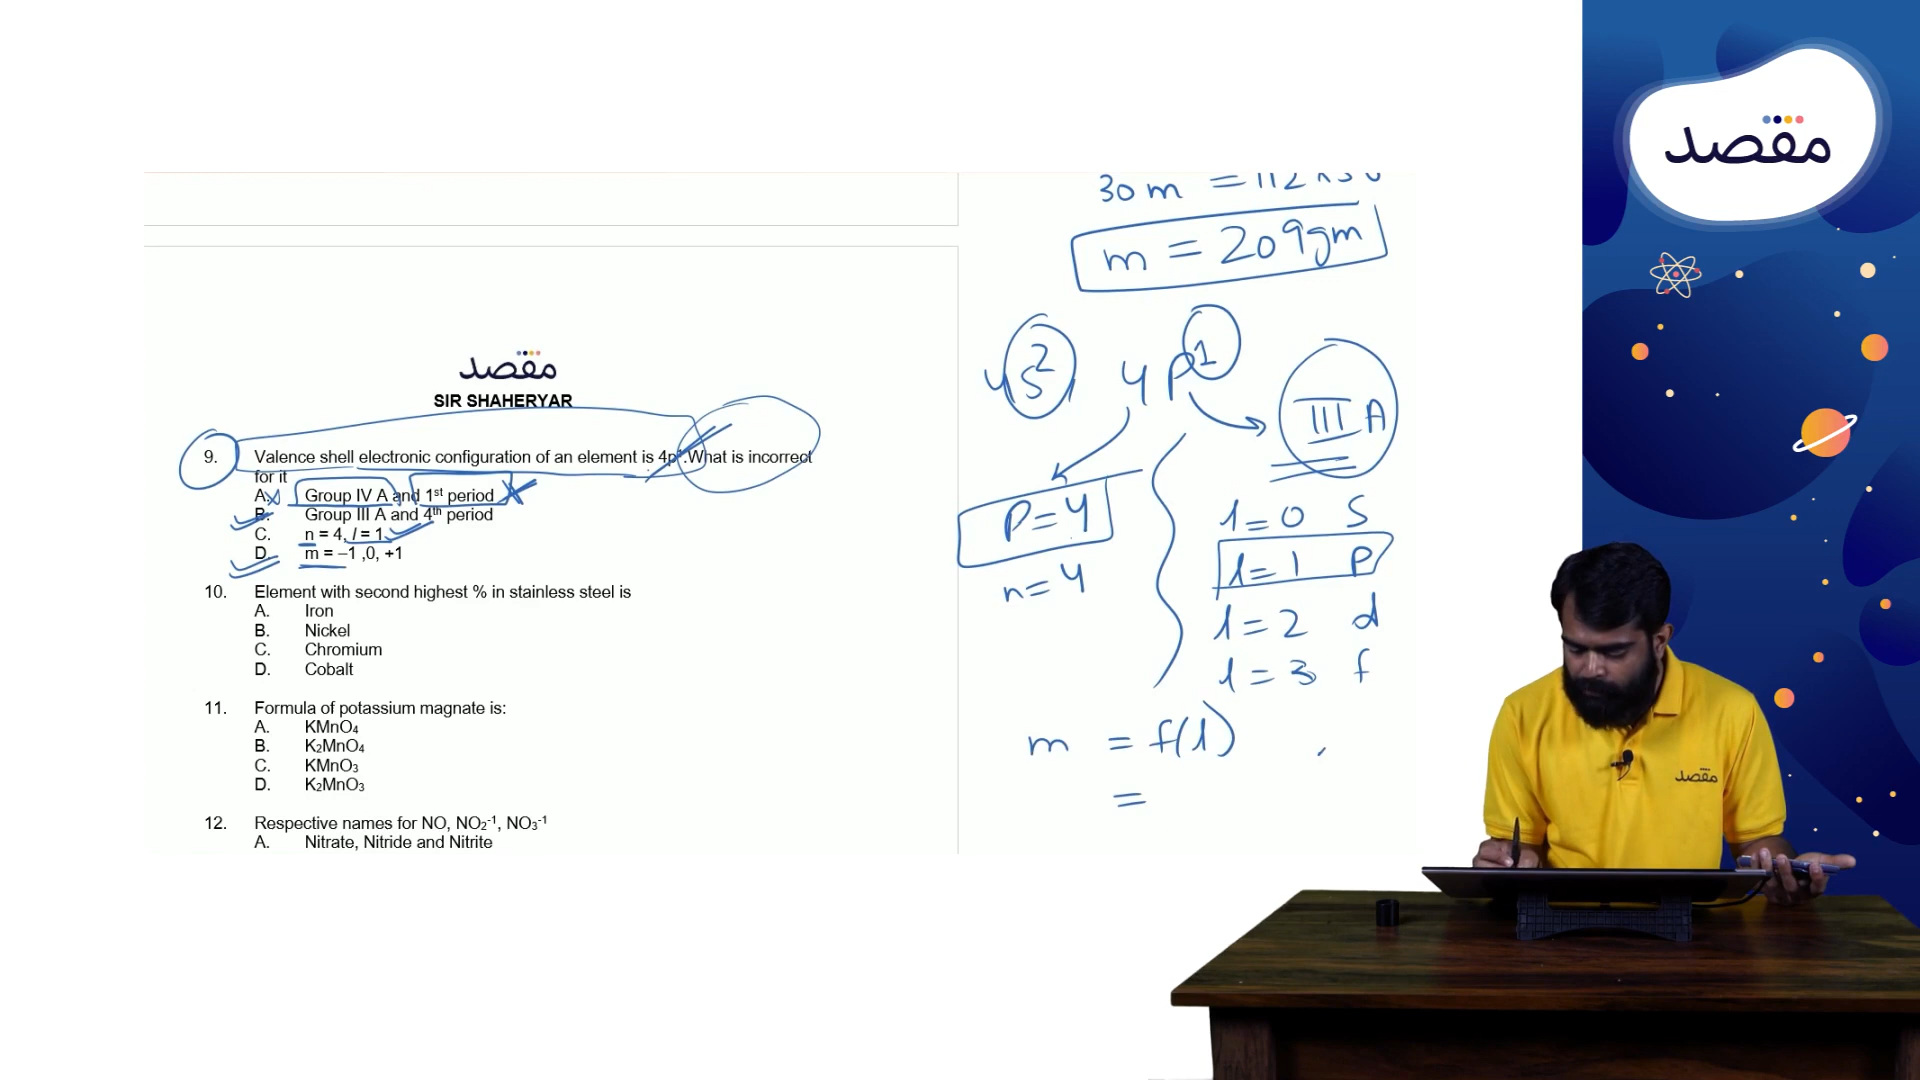 مقصد
30 m =
m = 209gm
4s² 4p¹
III A
P=4
n=4
l=0 S
l=1 P
l=2 d
l=3 f
m = f(l) ,
=
مقصد
SIR SHAHERYAR
9. Valence shell electronic configuration of an element is 4p¹.What is incorrect
for it
A. Group IV A and 1st period
B. Group III A and 4th period
C. n = 4, l = 1
D. m = –1 ,0, +1
10. Element with second highest % in stainless steel is
A. Iron
B. Nickel
C. Chromium
D. Cobalt
11. Formula of potassium magnate is:
A. KMnO₄
B. K₂MnO₄
C. KMnO₃
D. K₂MnO₃
12. Respective names for NO, NO₂⁻¹, NO₃⁻¹
A. Nitrate, Nitride and Nitrite
مقصد